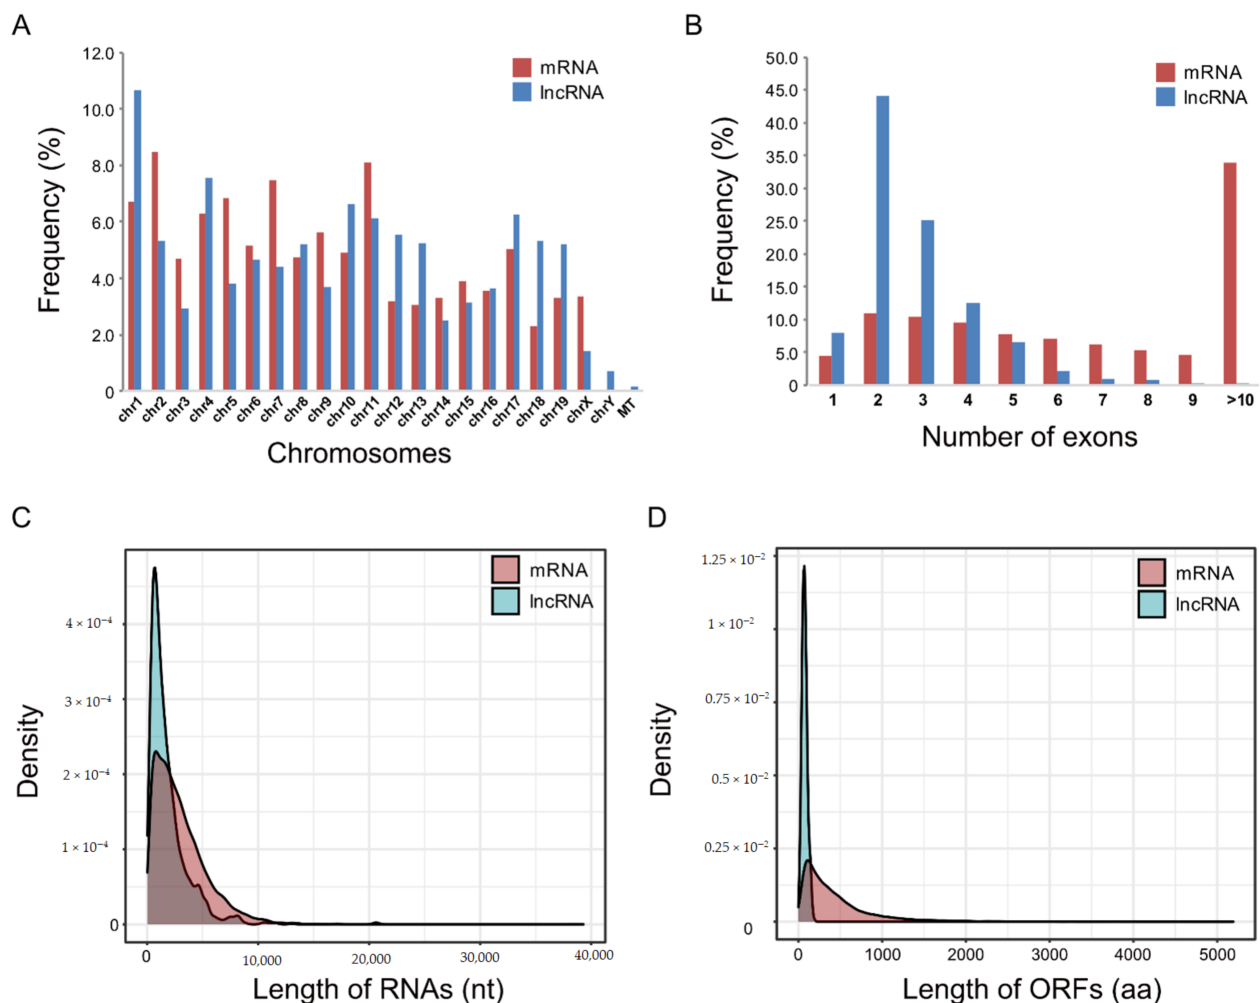 A
12.0
10.0
8.0
6.0
4.0
2.0
0
Frequency (%)
mRNA
lncRNA
chr1 chr2 chr3 chr4 chr5 chr6 chr7 chr8 chr9 chr10 chr11 chr12 chr13 chr14 chr15 chr16 chr17 chr18 chr19 chrX chrY MT
Chromosomes
B
50.0
45.0
40.0
35.0
30.0
25.0
20.0
15.0
10.0
5.0
0
Frequency (%)
mRNA
lncRNA
1 2 3 4 5 6 7 8 9 >10
Number of exons
C
4 × 10⁻⁴
3 × 10⁻⁴
2 × 10⁻⁴
1 × 10⁻⁴
0
Density
mRNA
lncRNA
0 10,000 20,000 30,000 40,000
Length of RNAs (nt)
D
1.25 × 10⁻²
1 × 10⁻²
0.75 × 10⁻²
0.5 × 10⁻²
0.25 × 10⁻²
0
Density
mRNA
lncRNA
0 1000 2000 3000 4000 5000
Length of ORFs (aa)